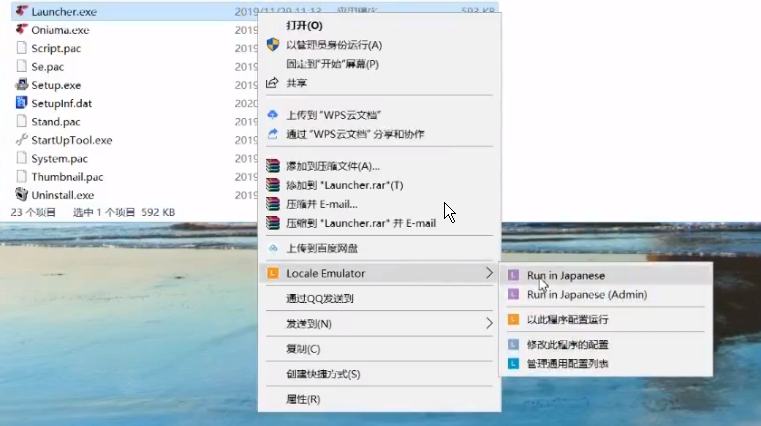 Launcher.exe 2019/11/29 11:13 应用程序 593 KB
Oniama.exe 2019
Script.pac 2019
Se.pac 2019
Setup.exe 2019
SetupInf.dat 2020
Stand.pac 2019
StartUpTool.exe 2019
System.pac 2019
Thumbnail.pac 2019
Uninstall.exe 2019
23 个项目 选中 1 个项目 592 KB
打开(O)
以管理员身份运行(A)
固定到"开始"屏幕(P)
共享
上传到 "WPS云文档"
通过 "WPS云文档" 分享和协作
添加到压缩文件(A)...
添加到 "Launcher.rar"(T)
压缩并 E-mail...
压缩到 "Launcher.rar" 并 E-mail
上传到百度网盘
Locale Emulator
通过QQ发送到
发送到(N)
复制(C)
创建快捷方式(S)
属性(R)
Run in Japanese
Run in Japanese (Admin)
以此程序配置运行
修改此程序的配置
管理通用配置列表